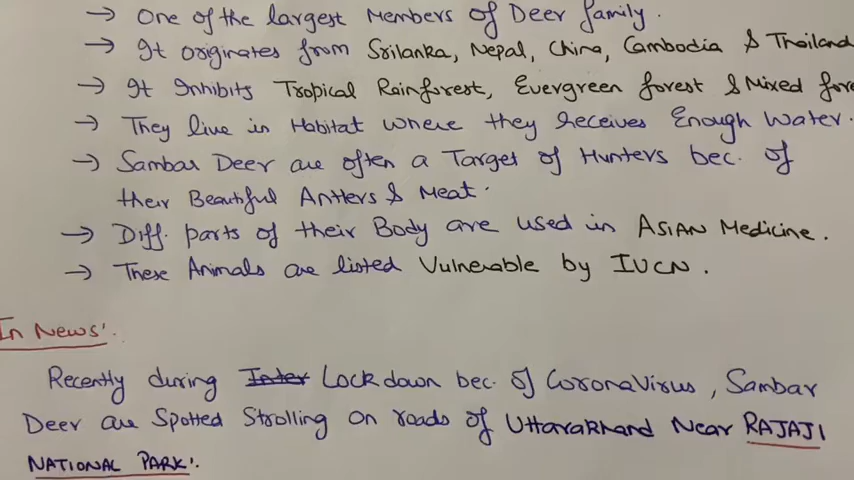 → One of the largest Members of Deer family.
→ It originates from Srilanka, Nepal, China, Cambodia & Thailand
→ It Inhibits Tropical Rainforest, Evergreen forest & Mixed fore
→ They live in Habitat where they receives Enough Water.
→ Sambar Deer are often a Target of Hunters bec. of
their Beautiful Antlers & Meat.
→ Diff. parts of their Body are used in ASIAN Medicine.
→ These Animals are listed Vulnerable by IUCN.
In News'.
Recently during Inter Lockdown bec. of CoronaVirus, Sambar
Deer are Spotted Strolling on roads of Uttarakhand Near RAJAJI
NATIONAL PARK'.